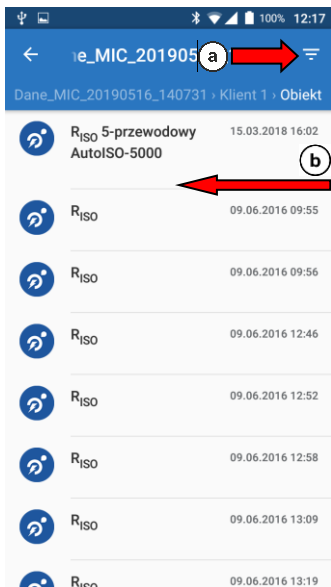 100% 12:17
e_MIC_201905
a
Dane_MIC_20190516_140731 › Klient 1 › Obiekt
RISO 5-przewodowy 15.03.2018 16:02
AutoISO-5000
b
RISO 09.06.2016 09:55
RISO 09.06.2016 09:56
RISO 09.06.2016 12:46
RISO 09.06.2016 12:52
RISO 09.06.2016 12:58
RISO 09.06.2016 13:09
RISO 09.06.2016 13:19